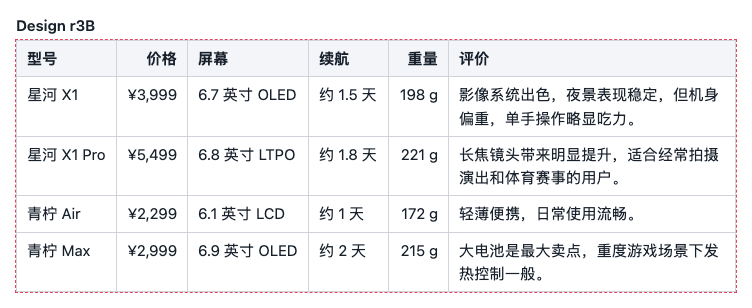 Design r3B
型号 价格 屏幕 续航 重量 评价
星河 X1 ¥3,999 6.7 英寸 OLED 约 1.5 天 198 g 影像系统出色，夜景表现稳定，但机身
偏重，单手操作略显吃力。
星河 X1 Pro ¥5,499 6.8 英寸 LTPO 约 1.8 天 221 g 长焦镜头带来明显提升，适合经常拍摄
演出和体育赛事的用户。
青柠 Air ¥2,299 6.1 英寸 LCD 约 1 天 172 g 轻薄便携，日常使用流畅。
青柠 Max ¥2,999 6.9 英寸 OLED 约 2 天 215 g 大电池是最大卖点，重度游戏场景下发
热控制一般。